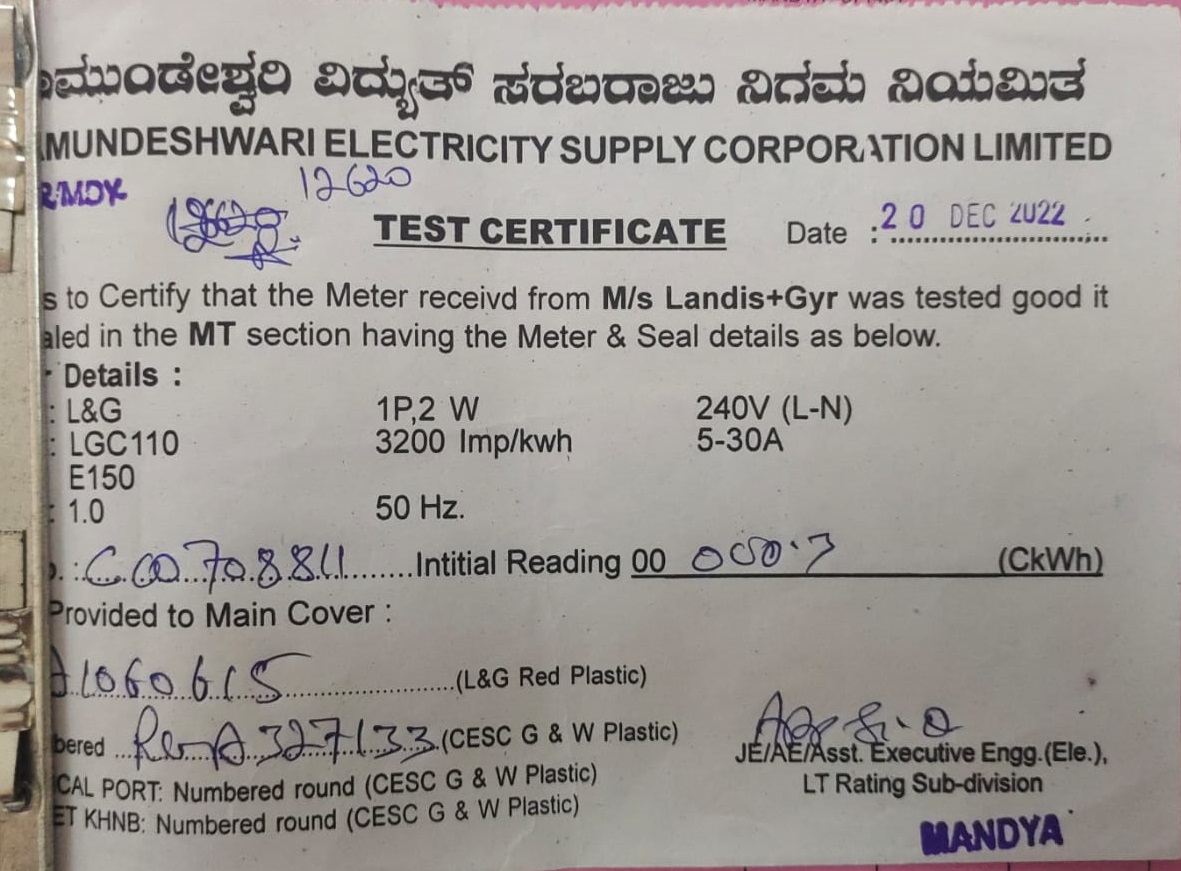 ಾಮುಂಡೇಶ್ವರಿ ವಿದ್ಯುತ್ ಸರಬರಾಜು ನಿಗಮ ನಿಯಮಿತ
MUNDESHWARI ELECTRICITY SUPPLY CORPORATION LIMITED
RMDY 12620
TEST CERTIFICATE Date : 20 DEC 2022
s to Certify that the Meter receivd from M/s Landis+Gyr was tested good it
aled in the MT section having the Meter & Seal details as below.
Details :
: L&G 1P,2 W 240V (L-N)
: LGC110 3200 Imp/kwh 5-30A
E150
: 1.0 50 Hz.
. : C00708811 Intitial Reading 00 000.7 (CkWh)
Provided to Main Cover :
1060615 (L&G Red Plastic)
bered A327133 (CESC G & W Plastic)
JE/AE/Asst. Executive Engg.(Ele.),
CAL PORT: Numbered round (CESC G & W Plastic)
LT Rating Sub-division
ET KHNB: Numbered round (CESC G & W Plastic)
MANDYA